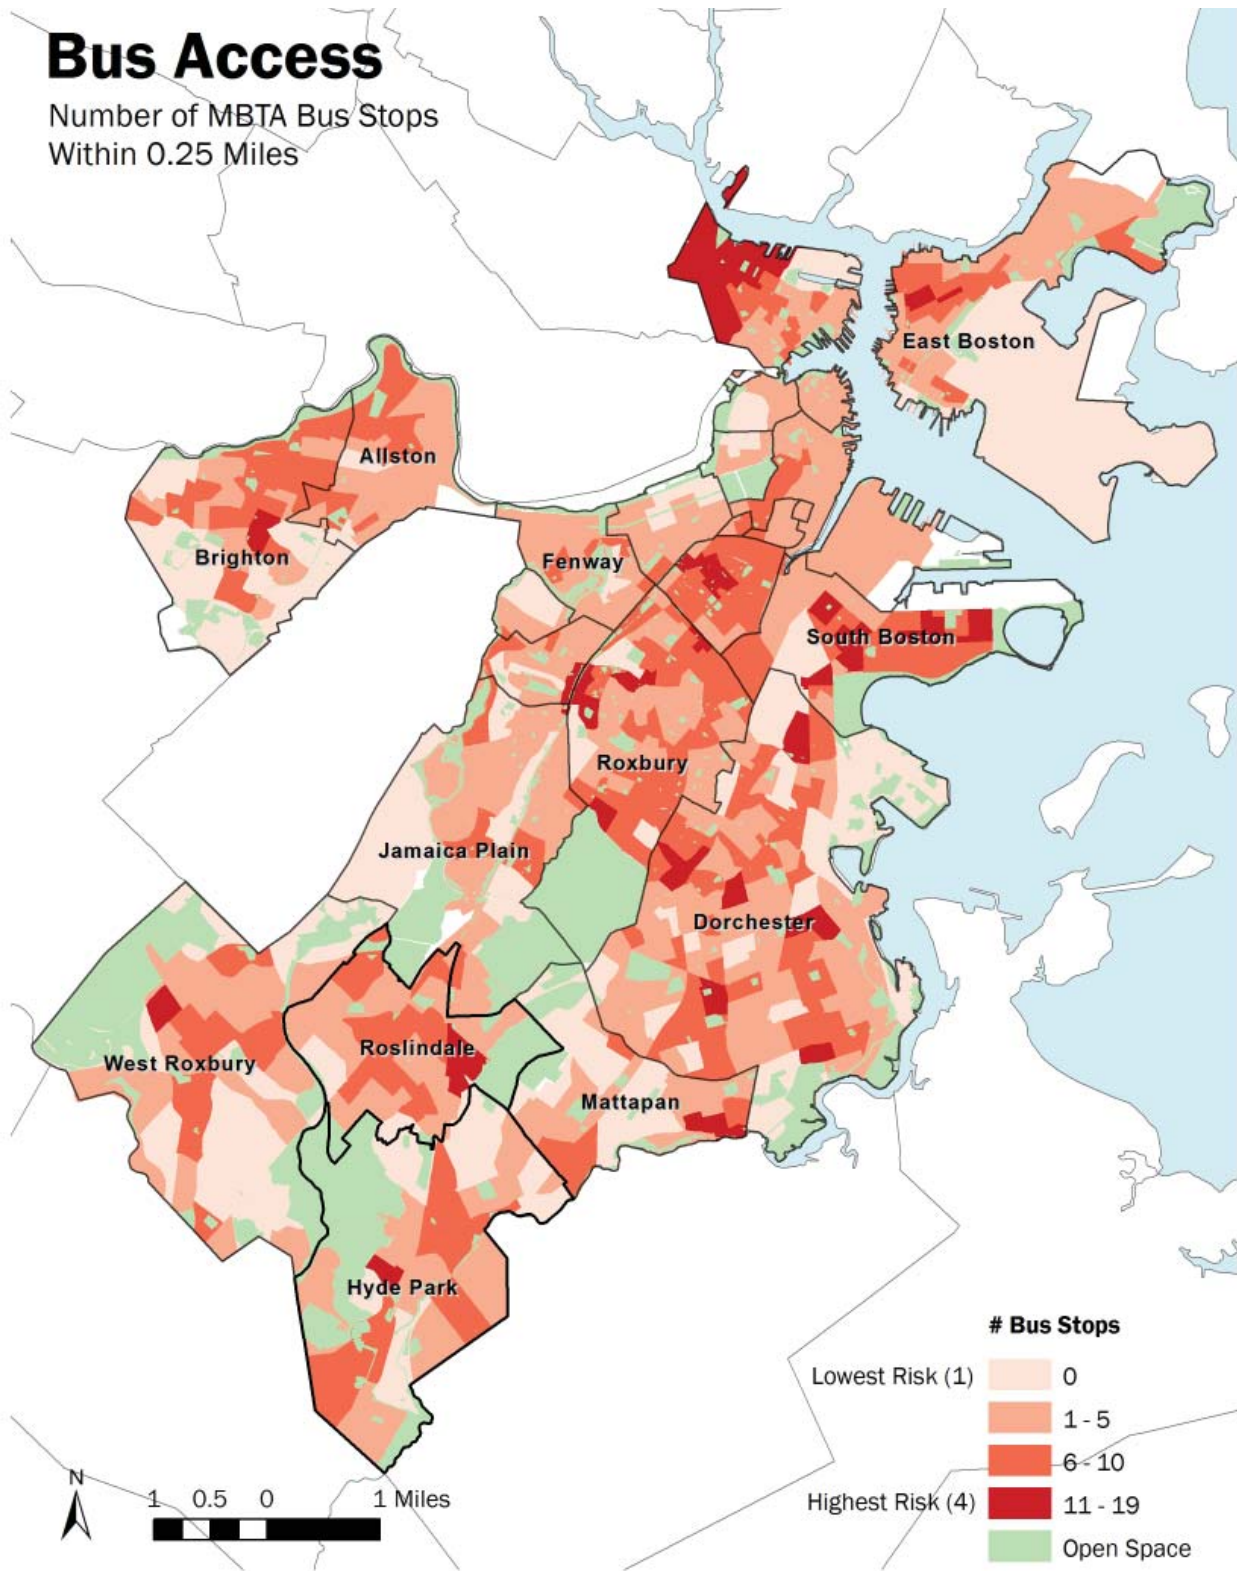 Bus Access
Number of MBTA Bus Stops
Within 0.25 Miles
East Boston
Allston
Brighton
Fenway
South Boston
Roxbury
Jamaica Plain
Dorchester
Roslindale
West Roxbury
Mattapan
Hyde Park
# Bus Stops
Lowest Risk (1) 0
1 - 5
6 - 10
Highest Risk (4) 11 - 19
Open Space
N
1 0.5 0 1 Miles